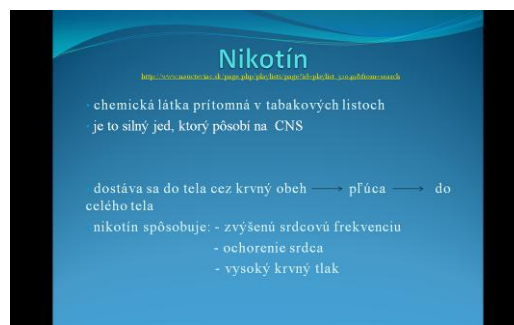 Nikotín
chemická látka prítomná v tabakových listoch
je to silný jed, ktorý pôsobí na CNS
dostáva sa do tela cez krvný obeh → pľúca → do
celého tela
nikotín spôsobuje: - zvýšenú srdcovú frekvenciu
- ochorenie srdca
- vysoký krvný tlak